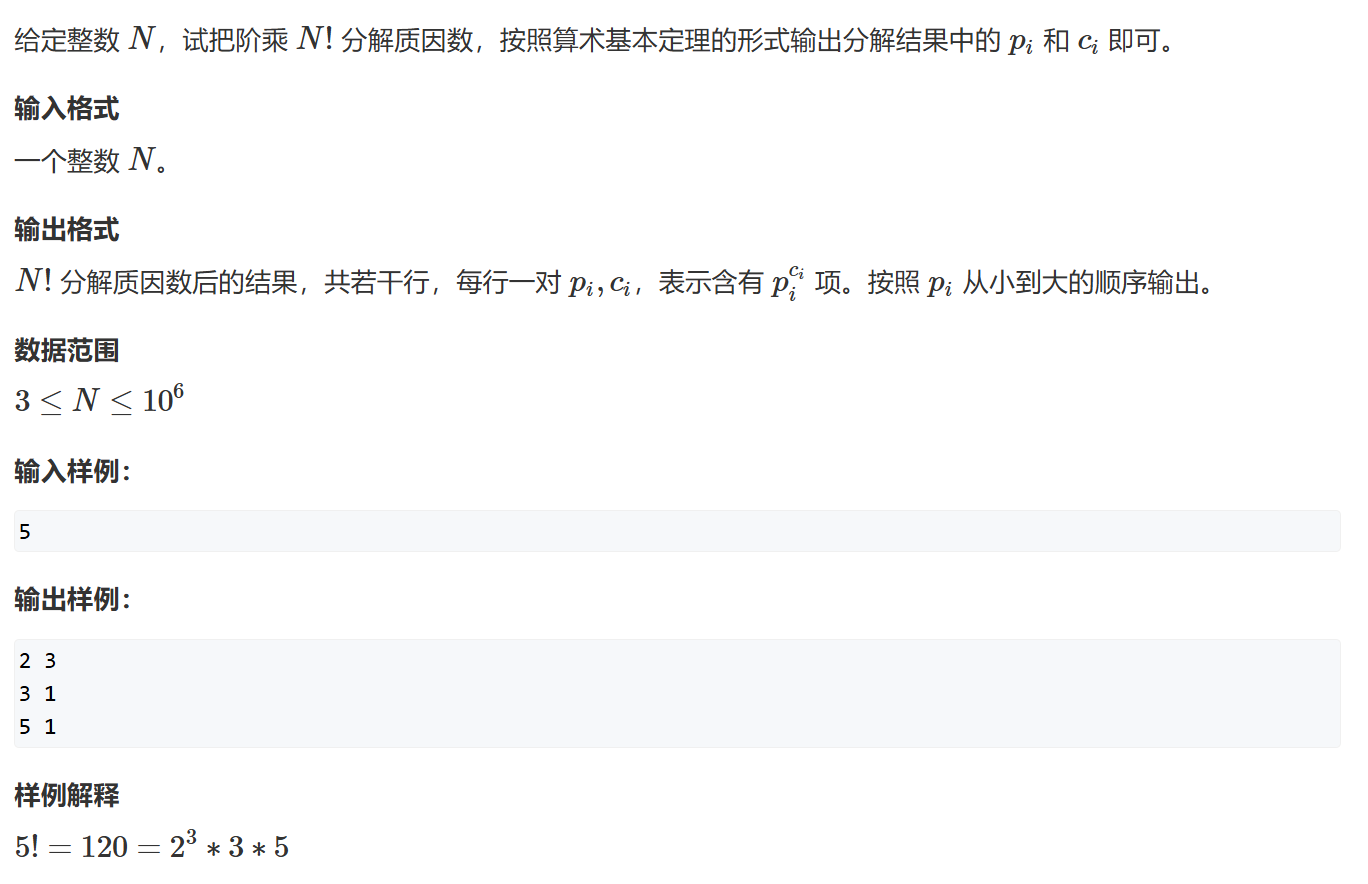 给定整数 $N$，试把阶乘 $N!$ 分解质因数，按照算术基本定理的形式输出分解结果中的 $p_i$ 和 $c_i$ 即可。
输入格式
一个整数 $N$。
输出格式
$N!$ 分解质因数后的结果，共若干行，每行一对 $p_i, c_i$，表示含有 $p_i^{c_i}$ 项。按照 $p_i$ 从小到大的顺序输出。
数据范围
$3 \le N \le 10^6$
输入样例：
5
输出样例：
2 3
3 1
5 1
样例解释
$5! = 120 = 2^3 * 3 * 5$